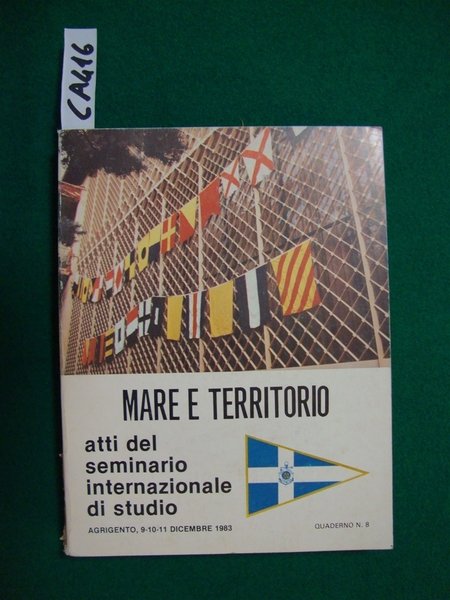 CA416
MARE E TERRITORIO
atti del
seminario
internazionale
di studio
AGRIGENTO, 9-10-11 DICEMBRE 1983
QUADERNO N. 8